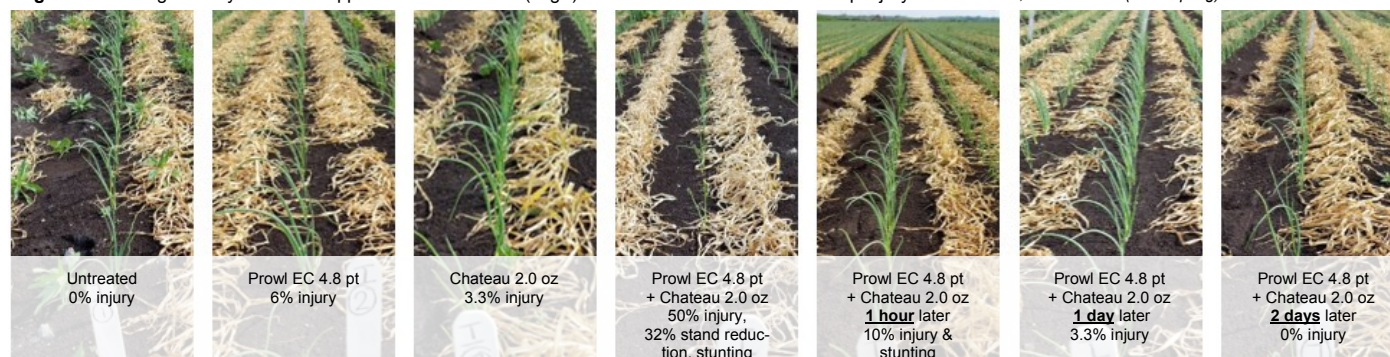 Untreated
0% injury
Prowl EC 4.8 pt
6% injury
Chateau 2.0 oz
3.3% injury
Prowl EC 4.8 pt
+ Chateau 2.0 oz
50% injury,
32% stand reduc-
tion, stunting
Prowl EC 4.8 pt
+ Chateau 2.0 oz
1 hour later
10% injury &
stunting
Prowl EC 4.8 pt
+ Chateau 2.0 oz
1 day later
3.3% injury
Prowl EC 4.8 pt
+ Chateau 2.0 oz
2 days later
0% injury